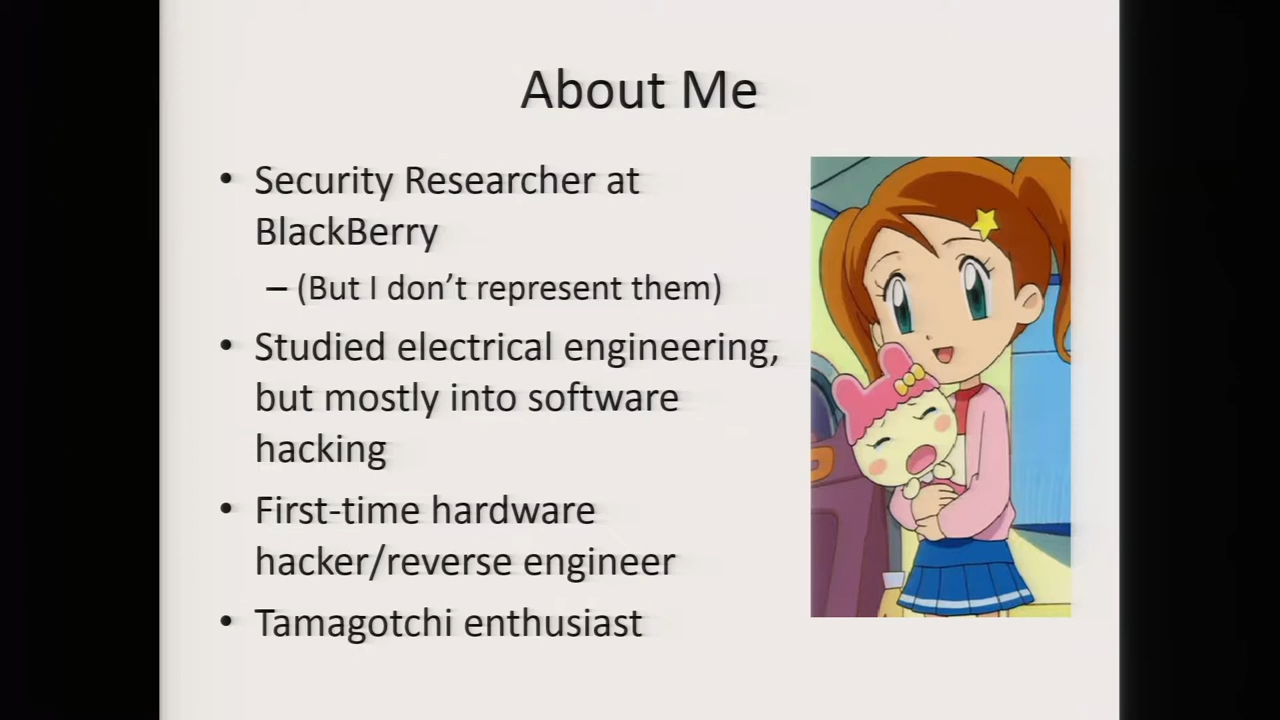 About Me
• Security Researcher at
BlackBerry
– (But I don’t represent them)
• Studied electrical engineering,
but mostly into software
hacking
• First-time hardware
hacker/reverse engineer
• Tamagotchi enthusiast